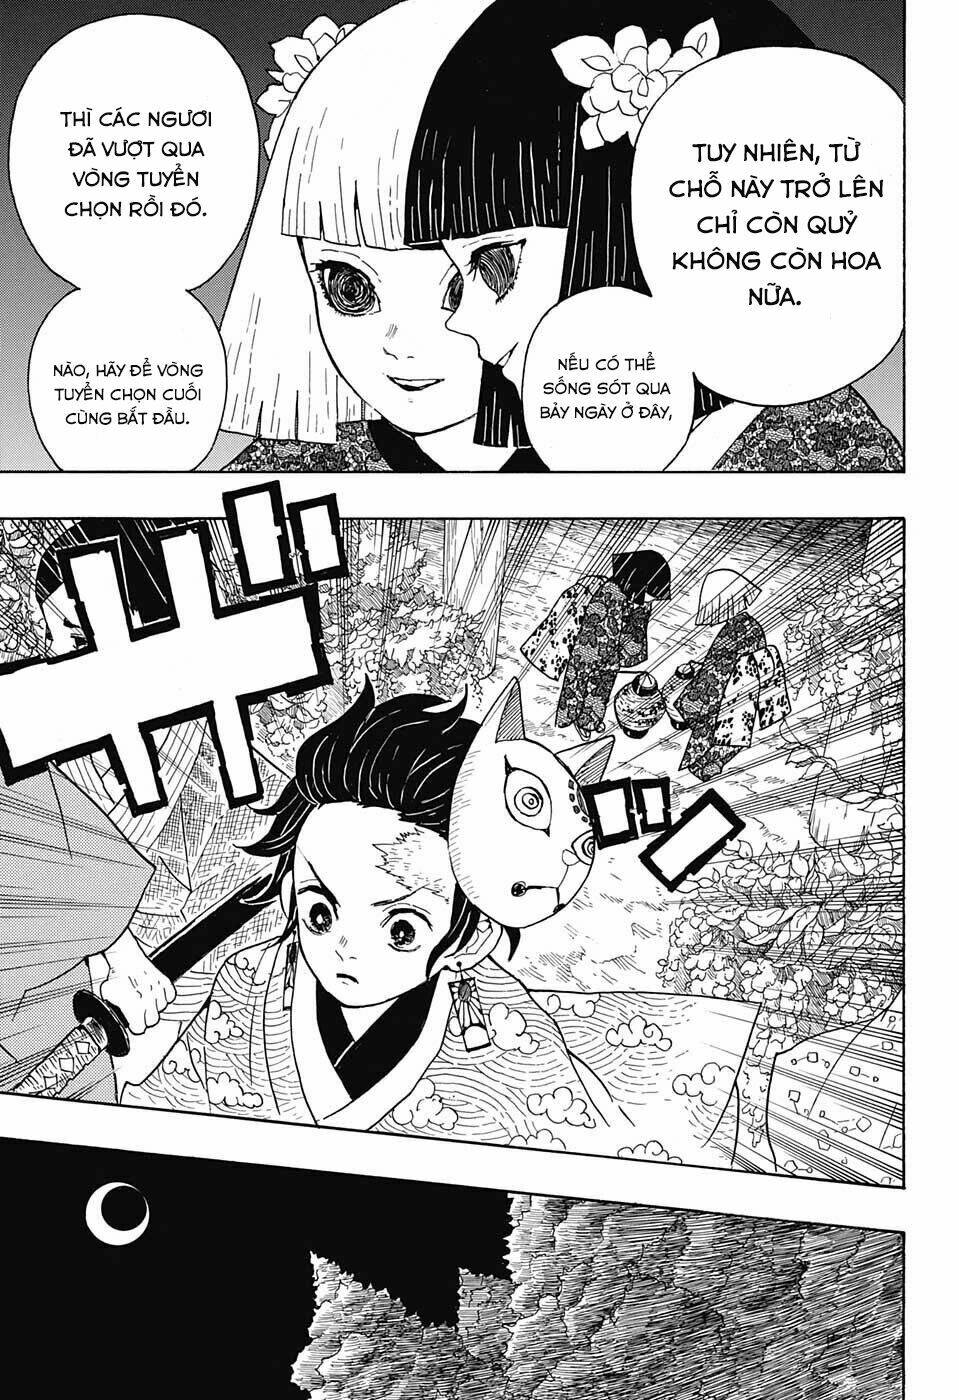 TUY NHIÊN, TỪ
CHỖ NÀY TRỞ LÊN
CHỈ CÒN QUỶ
KHÔNG CÒN HOA
NỮA.
NẾU CÓ THỂ
SỐNG SÓT QUA
BẢY NGÀY Ở ĐÂY,
THÌ CÁC NGƯƠI
ĐÃ VƯỢT QUA
VÒNG TUYỂN
CHỌN RỒI ĐÓ.
NÀO, HÃY ĐỂ VÒNG
TUYỂN CHỌN CUỐI
CÙNG BẮT ĐẦU.
ザッ